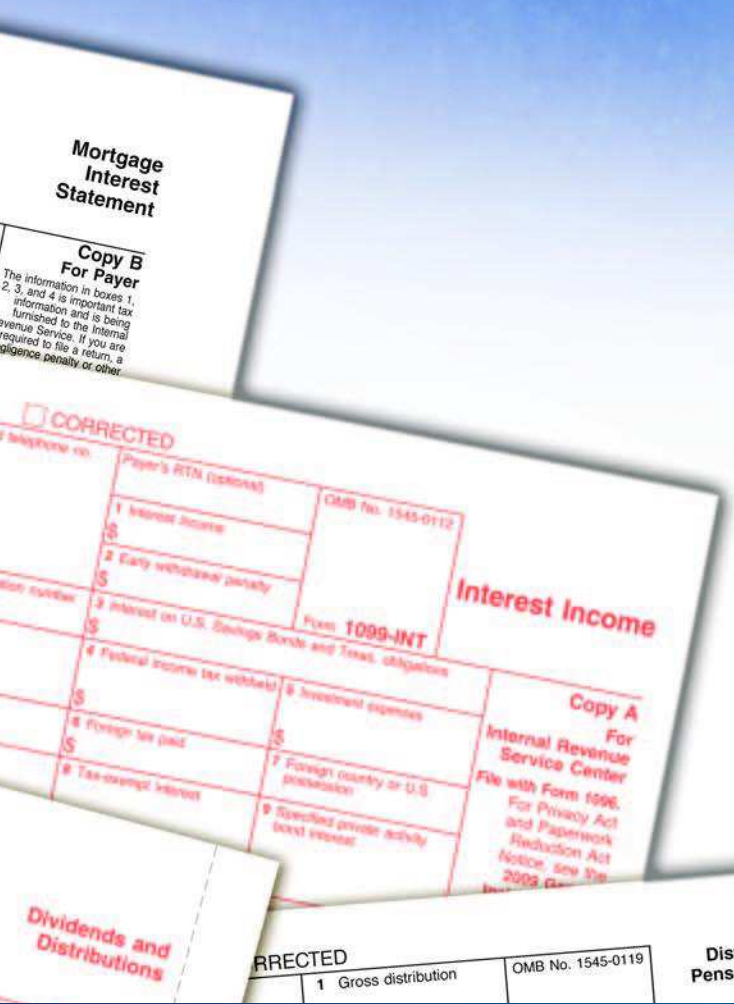 Mortgage
Interest
Statement
Copy B
For Payer
The information in boxes 1,
2, 3, and 4 is important tax
information and is being
furnished to the Internal
Revenue Service. If you are
required to file a return, a
negligence penalty or other
CORRECTED
telephone no.
Payer's RTN (optional)
OMB No. 1545-0112
1 Interest income
$
2 Early withdrawal penalty
$
Form 1099-INT
Interest Income
number
3 Interest on U.S. Savings Bonds and Treas. obligations
$
4 Federal income tax withheld
$
5 Investment expenses
$
6 Foreign tax paid
$
7 Foreign country or U.S.
possession
8 Tax-exempt interest
9 Specified private activity
bond interest
Copy A
For
Internal Revenue
Service Center
File with Form 1096.
For Privacy Act
and Paperwork
Reduction Act
Notice, see the
2009
Dividends and
Distributions
RRECTED
1 Gross distribution
OMB No. 1545-0119
Dis
Pens